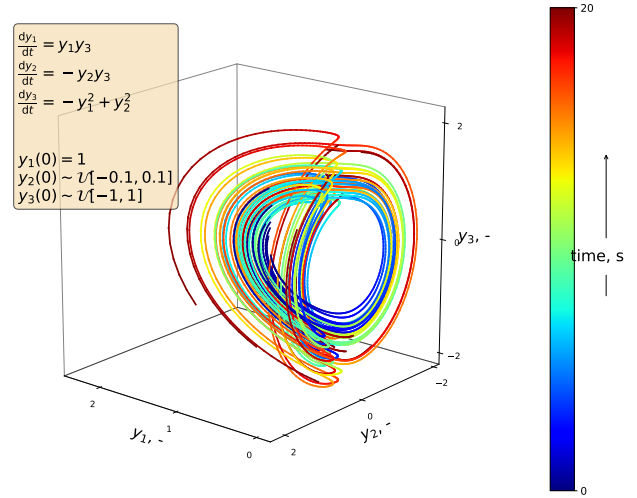 dy₁/dt = y₁y₃
dy₂/dt = −y₂y₃
dy₃/dt = −y₁² + y₂²
y₁(0) = 1
y₂(0) ~ 𝒰[−0.1, 0.1]
y₃(0) ~ 𝒰[−1, 1]
20
2
0
−2
y₃, -
time, s
−2
0
2
y₂, -
2
1
0
y₁, -
0